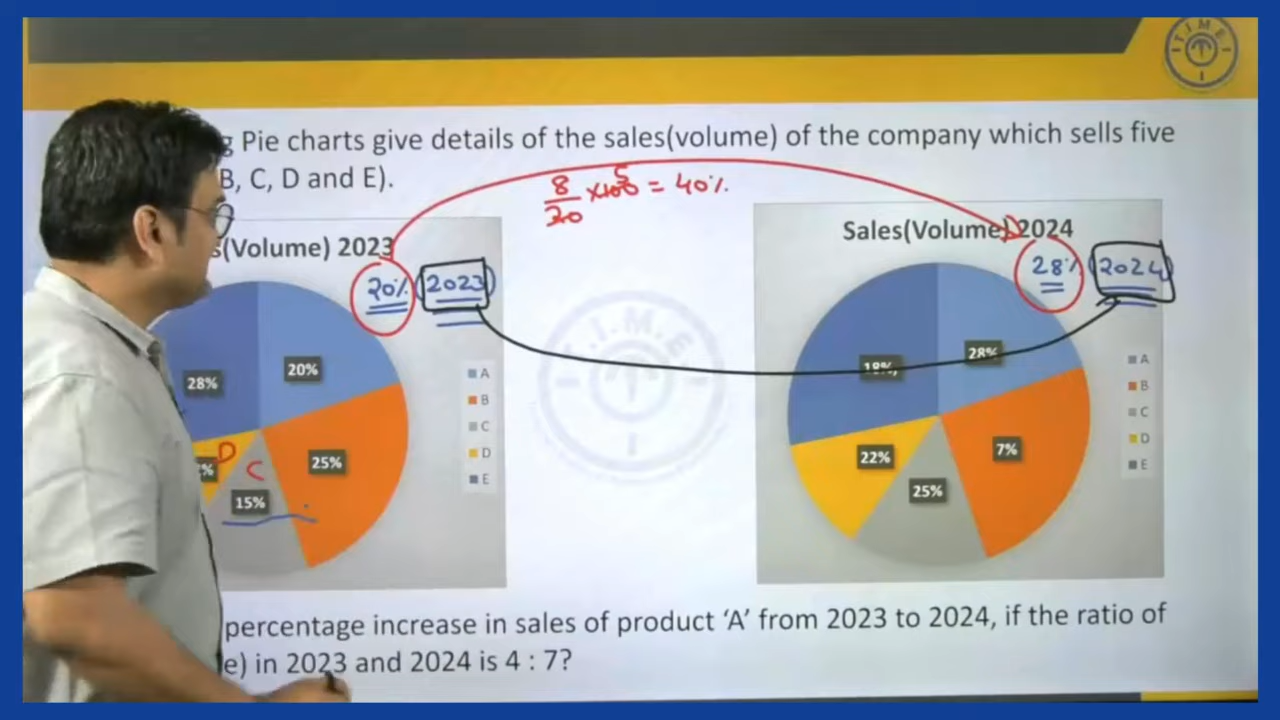 T.I.M.E.
Pie charts give details of the sales(volume) of the company which sells five
B, C, D and E).
8/20 × 100 5 = 40%.
(Volume) 2023
Sales(Volume) 2024
20% (2023)
28% (2024)
28%
20%
A
B
C
D
E
25%
D
C
15%
T.I.M.E
18%
28%
A
B
C
D
E
7%
22%
25%
percentage increase in sales of product ‘A’ from 2023 to 2024, if the ratio of
e) in 2023 and 2024 is 4 : 7?